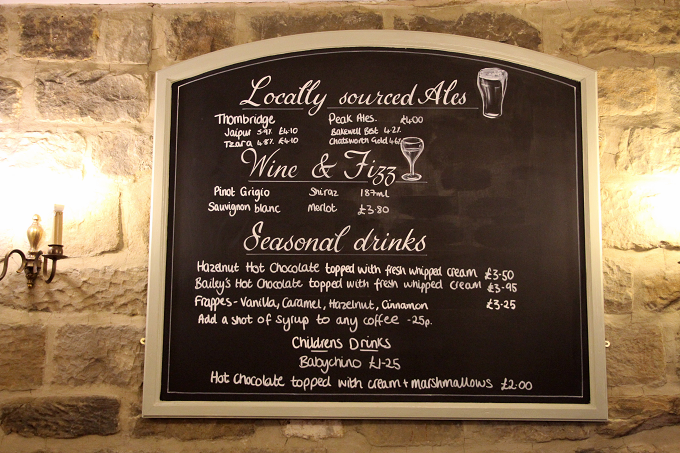 Locally sourced Ales
Thornbridge Peak Ales. £4.00
Jaipur 5.9% £4.10 Bakewell Best 4.2%
Tzara 4.8% £4.10 Chatsworth Gold 4.6%
Wine & Fizz
Pinot Grigio Shiraz 187ml
Sauvignon blanc Merlot £3.80
Seasonal drinks
Hazelnut Hot Chocolate topped with fresh whipped cream £3.50
Bailey's Hot Chocolate topped with fresh whipped cream £3.95
Frappes - Vanilla, Caramel, Hazelnut, Cinnamon £3.25
Add a shot of syrup to any coffee - 25p.
Childrens Drinks
Babychino £1-25
Hot Chocolate topped with cream + marshmallows £2.00